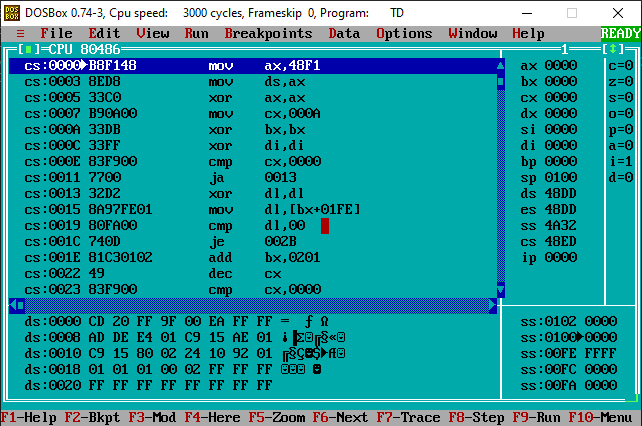 DOSBox 0.74-3, Cpu speed: 3000 cycles, Frameskip 0, Program: TD
≡ File Edit View Run Breakpoints Data Options Window Help READY
[■]=CPU 80486 1 [↕]
cs:0000►B8F148 mov ax,48F1 ax 0000 c=0
cs:0003 8ED8 mov ds,ax bx 0000 z=0
cs:0005 33C0 xor ax,ax cx 0000 s=0
cs:0007 B90A00 mov cx,000A dx 0000 o=0
cs:000A 33DB xor bx,bx si 0000 p=0
cs:000C 33FF xor di,di di 0000 a=0
cs:000E 83F900 cmp cx,0000 bp 0000 i=1
cs:0011 7700 ja 0013 sp 0100 d=0
cs:0013 32D2 xor dl,dl ds 48DD
cs:0015 8A97FE01 mov dl,[bx+01FE] es 48DD
cs:0019 80FA00 cmp dl,00 ss 4A32
cs:001C 740D je 002B cs 48ED
cs:001E 81C30102 add bx,0201 ip 0000
cs:0022 49 dec cx
cs:0023 83F900 cmp cx,0000
ds:0000 CD 20 FF 9F 00 EA FF FF = ƒ Ω ss:0102 0000
ds:0008 AD DE E4 01 C9 15 AE 01 ¡▐Σ☺╔§«☺ ss:0100►0000
ds:0010 C9 15 80 02 24 10 92 01 ╔§Ç☻$►Æ☺ ss:00FE FFFF
ds:0018 01 01 01 00 02 FF FF FF ☺☺☺ ☻ ss:00FC 0000
ds:0020 FF FF FF FF FF FF FF FF ss:00FA 0000
F1-Help F2-Bkpt F3-Mod F4-Here F5-Zoom F6-Next F7-Trace F8-Step F9-Run F10-Menu